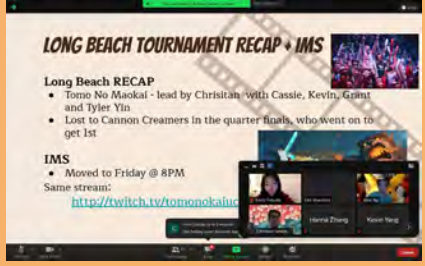 LONG BEACH TOURNAMENT RECAP + IMS
Long Beach RECAP
Tomo No Maokai - lead by Chrisitan with Cassie, Kevin, Grant
and Tyler Yin
Lost to Cannon Creamers in the quarter finals, who went on to
get 1st
IMS
Moved to Friday @ 8PM
Same stream:
http://twitch.tv/tomonokaiuc
Hanna Zhang
Kevin Yang